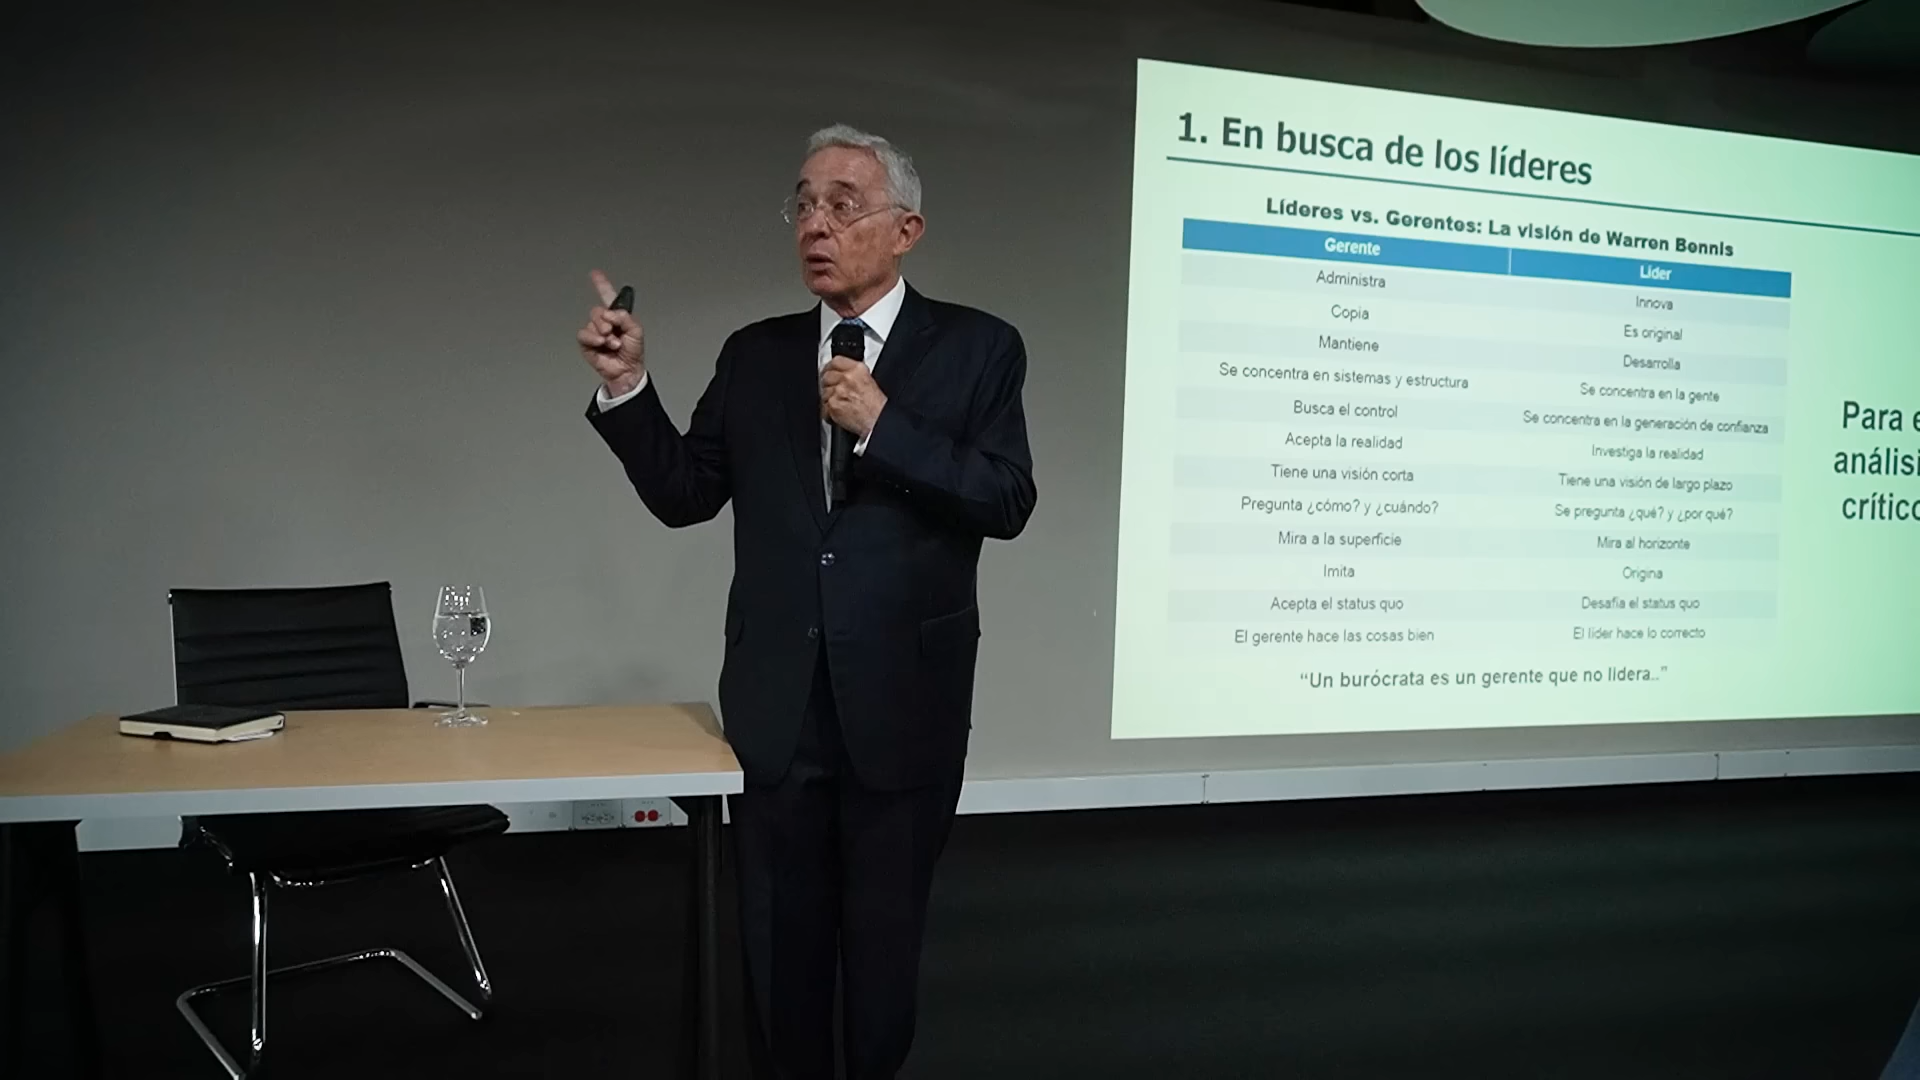 1. En busca de los líderes
Líderes vs. Gerentes: La visión de Warren Bennis
Gerente Líder
Administra Innova
Copia Es original
Mantiene Desarrolla
Se concentra en sistemas y estructura Se concentra en la gente
Busca el control Se concentra en la generación de confianza
Acepta la realidad Investiga la realidad
Tiene una visión corta Tiene una visión de largo plazo
Pregunta ¿cómo? y ¿cuándo? Se pregunta ¿qué? y ¿por qué?
Mira a la superficie Mira al horizonte
Imita Origina
Acepta el status quo Desafía el status quo
El gerente hace las cosas bien El líder hace lo correcto
“Un burócrata es un gerente que no lidera..”
Para